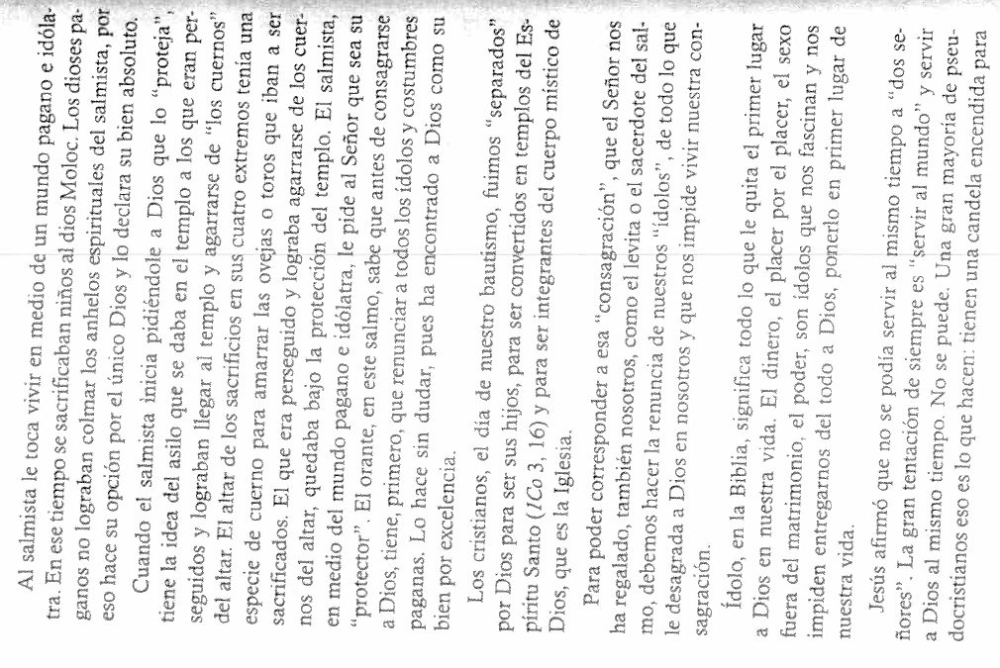 Al salmista le toca vivir en medio de un mundo pagano e idóla-
tra. En ese tiempo se sacrificaban niños al dios Moloc. Los dioses pa-
ganos no lograban colmar los anhelos espirituales del salmista, por
eso hace su opción por el único Dios y lo declara su bien absoluto.
Cuando el salmista inicia pidiéndole a Dios que lo “proteja”,
tiene la idea del asilo que se daba en el templo a los que eran per-
seguidos y lograban llegar al templo y agarrarse de “los cuernos”
del altar. El altar de los sacrificios en sus cuatro extremos tenía una
especie de cuerno para amarrar las ovejas o toros que iban a ser
sacrificados. El que era perseguido y lograba agarrarse de los cuer-
nos del altar, quedaba bajo la protección del templo. El salmista,
en medio del mundo pagano e idólatra, le pide al Señor que sea su
“protector”. El orante, en este salmo, sabe que antes de consagrarse
a Dios, tiene, primero, que renunciar a todos los ídolos y costumbres
paganas. Lo hace sin dudar, pues ha encontrado a Dios como su
bien por excelencia.
Los cristianos, el día de nuestro bautismo, fuimos “separados”
por Dios para ser sus hijos, para ser convertidos en templos del Es-
píritu Santo (1Co 3, 16) y para ser integrantes del cuerpo místico de
Dios, que es la Iglesia.
Para poder corresponder a esa “consagración”, que el Señor nos
ha regalado, también nosotros, como el levita o el sacerdote del sal-
mo, debemos hacer la renuncia de nuestros “ídolos”, de todo lo que
le desagrada a Dios en nosotros y que nos impide vivir nuestra con-
sagración.
Ídolo, en la Biblia, significa todo lo que le quita el primer lugar
a Dios en nuestra vida. El dinero, el placer por el placer, el sexo
fuera del matrimonio, el poder, son ídolos que nos fascinan y nos
impiden entregarnos del todo a Dios, ponerlo en primer lugar de
nuestra vida.
Jesús afirmó que no se podía servir al mismo tiempo a “dos se-
ñores”. La gran tentación de siempre es “servir al mundo” y servir
a Dios al mismo tiempo. No se puede. Una gran mayoría de pseu-
docristianos eso es lo que hacen: tienen una candela encendida para